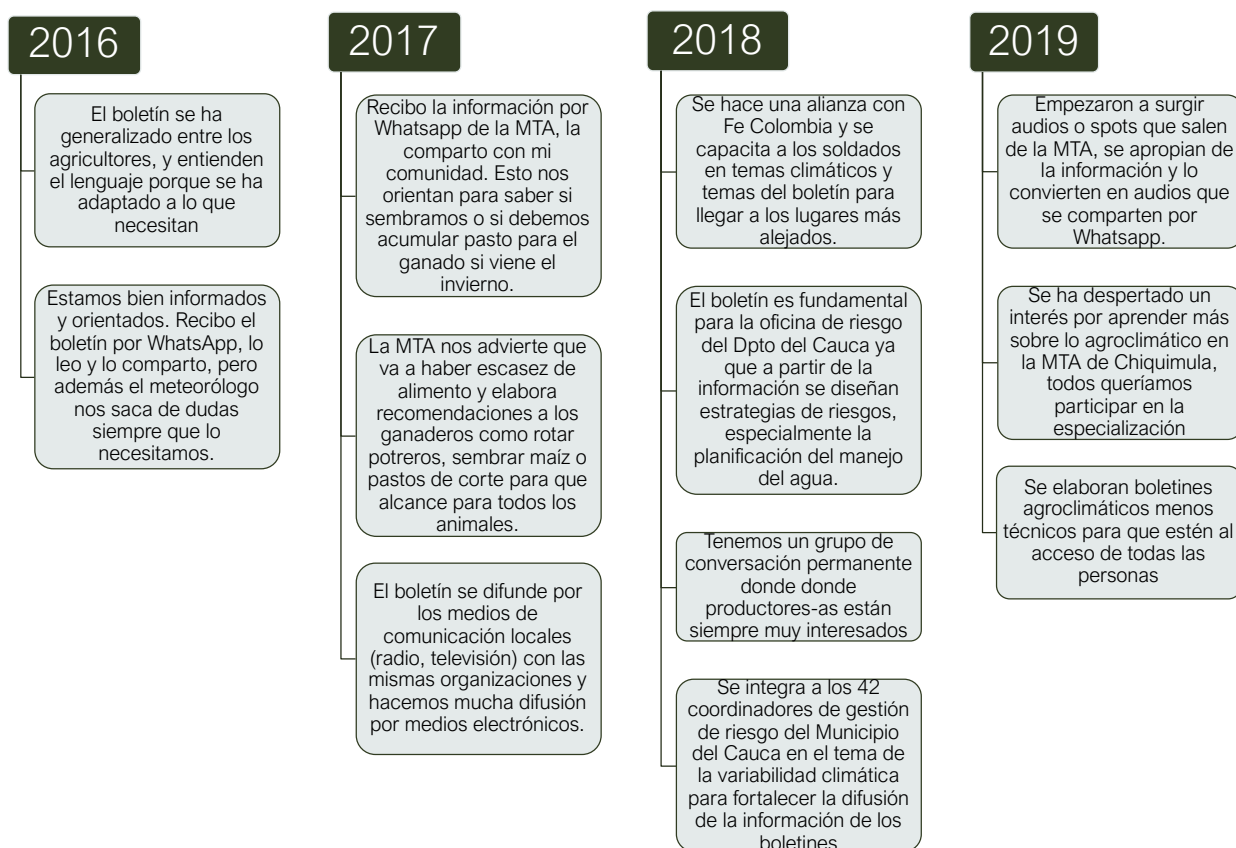 2016
El boletín se ha
generalizado entre los
agricultores, y entienden
el lenguaje porque se ha
adaptado a lo que
necesitan
Estamos bien informados
y orientados. Recibo el
boletín por WhatsApp, lo
leo y lo comparto, pero
además el meteorólogo
nos saca de dudas
siempre que lo
necesitamos.
2017
Recibo la información por
Whatsapp de la MTA, la
comparto con mi
comunidad. Esto nos
orientan para saber si
sembramos o si debemos
acumular pasto para el
ganado si viene el
invierno.
La MTA nos advierte que
va a haber escasez de
alimento y elabora
recomendaciones a los
ganaderos como rotar
potreros, sembrar maíz o
pastos de corte para que
alcance para todos los
animales.
El boletín se difunde por
los medios de
comunicación locales
(radio, televisión) con las
mismas organizaciones y
hacemos mucha difusión
por medios electrónicos.
2018
Se hace una alianza con
Fe Colombia y se
capacita a los soldados
en temas climáticos y
temas del boletín para
llegar a los lugares más
alejados.
El boletín es fundamental
para la oficina de riesgo
del Dpto del Cauca ya
que a partir de la
información se diseñan
estrategias de riesgos,
especialmente la
planificación del manejo
del agua.
Tenemos un grupo de
conversación permanente
donde donde
productores-as están
siempre muy interesados
Se integra a los 42
coordinadores de gestión
de riesgo del Municipio
del Cauca en el tema de
la variabilidad climática
para fortalecer la difusión
de la información de los
boletines
2019
Empezaron a surgir
audios o spots que salen
de la MTA, se apropian de
la información y lo
convierten en audios que
se comparten por
Whatsapp.
Se ha despertado un
interés por aprender más
sobre lo agroclimático en
la MTA de Chiquimula,
todos queríamos
participar en la
especialización
Se elaboran boletines
agroclimáticos menos
técnicos para que estén al
acceso de todas las
personas